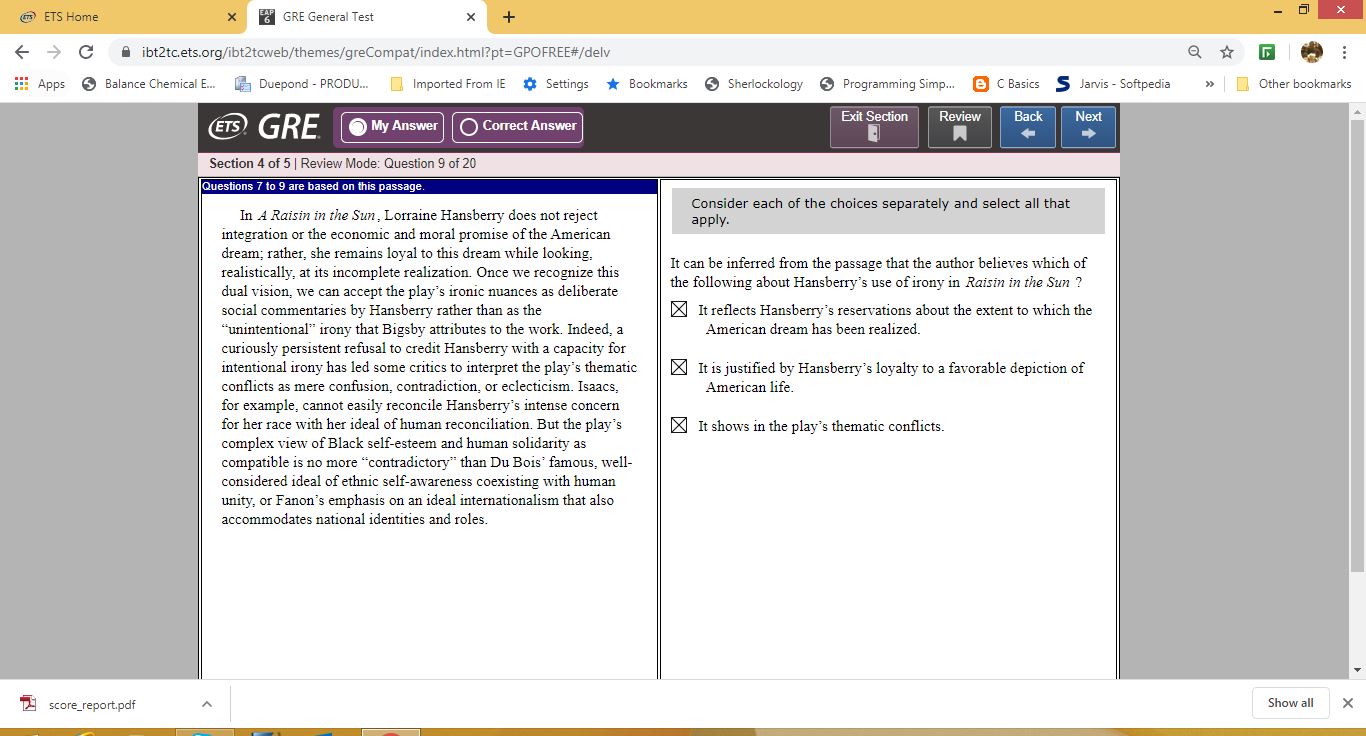 ETS Home
GRE General Test
ibt2tc.ets.org/ibt2tcweb/themes/greCompat/index.html?pt=GPOFREE#/delv
Apps
Balance Chemical E...
Duepond - PRODU...
Imported From IE
Settings
Bookmarks
Sherlockology
Programming Simp...
C Basics
Jarvis - Softpedia
»
Other bookmarks
ETS GRE
My Answer
Correct Answer
Exit Section
Review
Back
Next
Section 4 of 5 | Review Mode: Question 9 of 20
Questions 7 to 9 are based on this passage.
In A Raisin in the Sun, Lorraine Hansberry does not reject
integration or the economic and moral promise of the American
dream; rather, she remains loyal to this dream while looking,
realistically, at its incomplete realization. Once we recognize this
dual vision, we can accept the play's ironic nuances as deliberate
social commentaries by Hansberry rather than as the
“unintentional” irony that Bigsby attributes to the work. Indeed, a
curiously persistent refusal to credit Hansberry with a capacity for
intentional irony has led some critics to interpret the play's thematic
conflicts as mere confusion, contradiction, or eclecticism. Isaacs,
for example, cannot easily reconcile Hansberry's intense concern
for her race with her ideal of human reconciliation. But the play's
complex view of Black self-esteem and human solidarity as
compatible is no more “contradictory” than Du Bois' famous, well-
considered ideal of ethnic self-awareness coexisting with human
unity, or Fanon's emphasis on an ideal internationalism that also
accommodates national identities and roles.
Consider each of the choices separately and select all that
apply.
It can be inferred from the passage that the author believes which of
the following about Hansberry's use of irony in Raisin in the Sun ?
It reflects Hansberry's reservations about the extent to which the
American dream has been realized.
It is justified by Hansberry's loyalty to a favorable depiction of
American life.
It shows in the play's thematic conflicts.
score_report.pdf
Show all